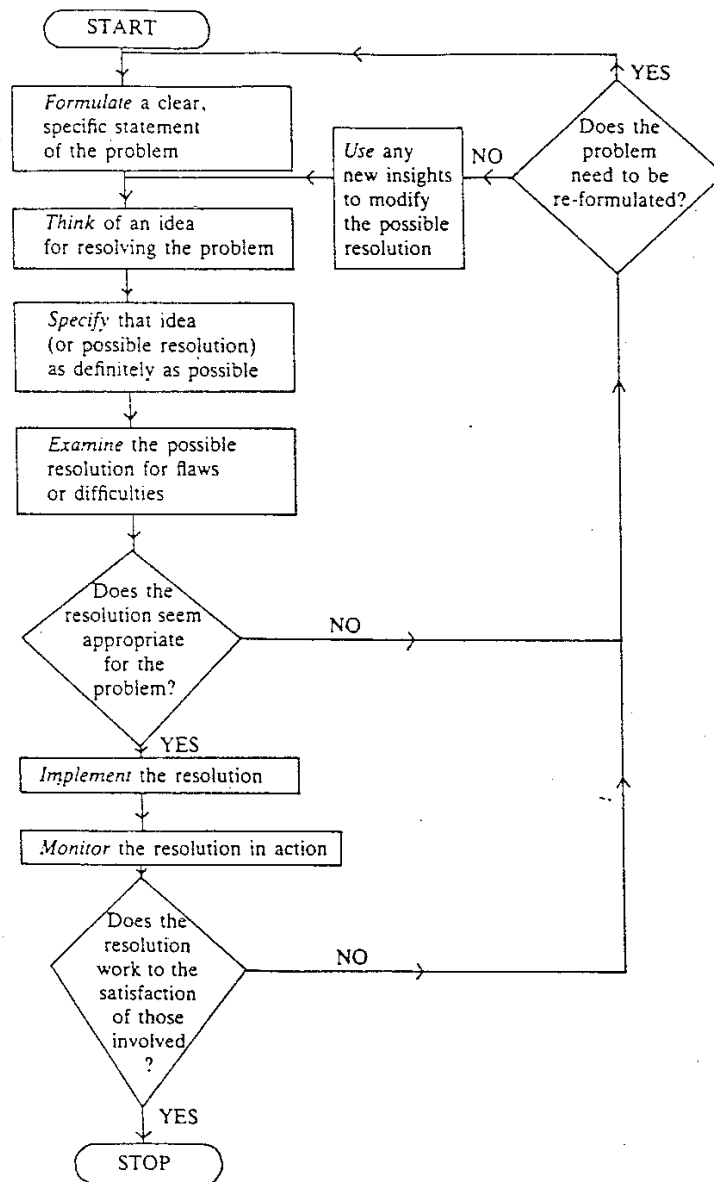 START
YES
Formulate a clear,
specific statement
of the problem
Does the
problem
need to be
re-formulated?
NO
Use any
new insights
to modify
the possible
resolution
Think of an idea
for resolving the problem
Specify that idea
(or possible resolution)
as definitely as possible
Examine the possible
resolution for flaws
or difficulties
Does the
resolution seem
appropriate
for the
problem?
NO
YES
Implement the resolution
Monitor the resolution in action
Does the
resolution
work to the
satisfaction
of those
involved
?
NO
YES
STOP